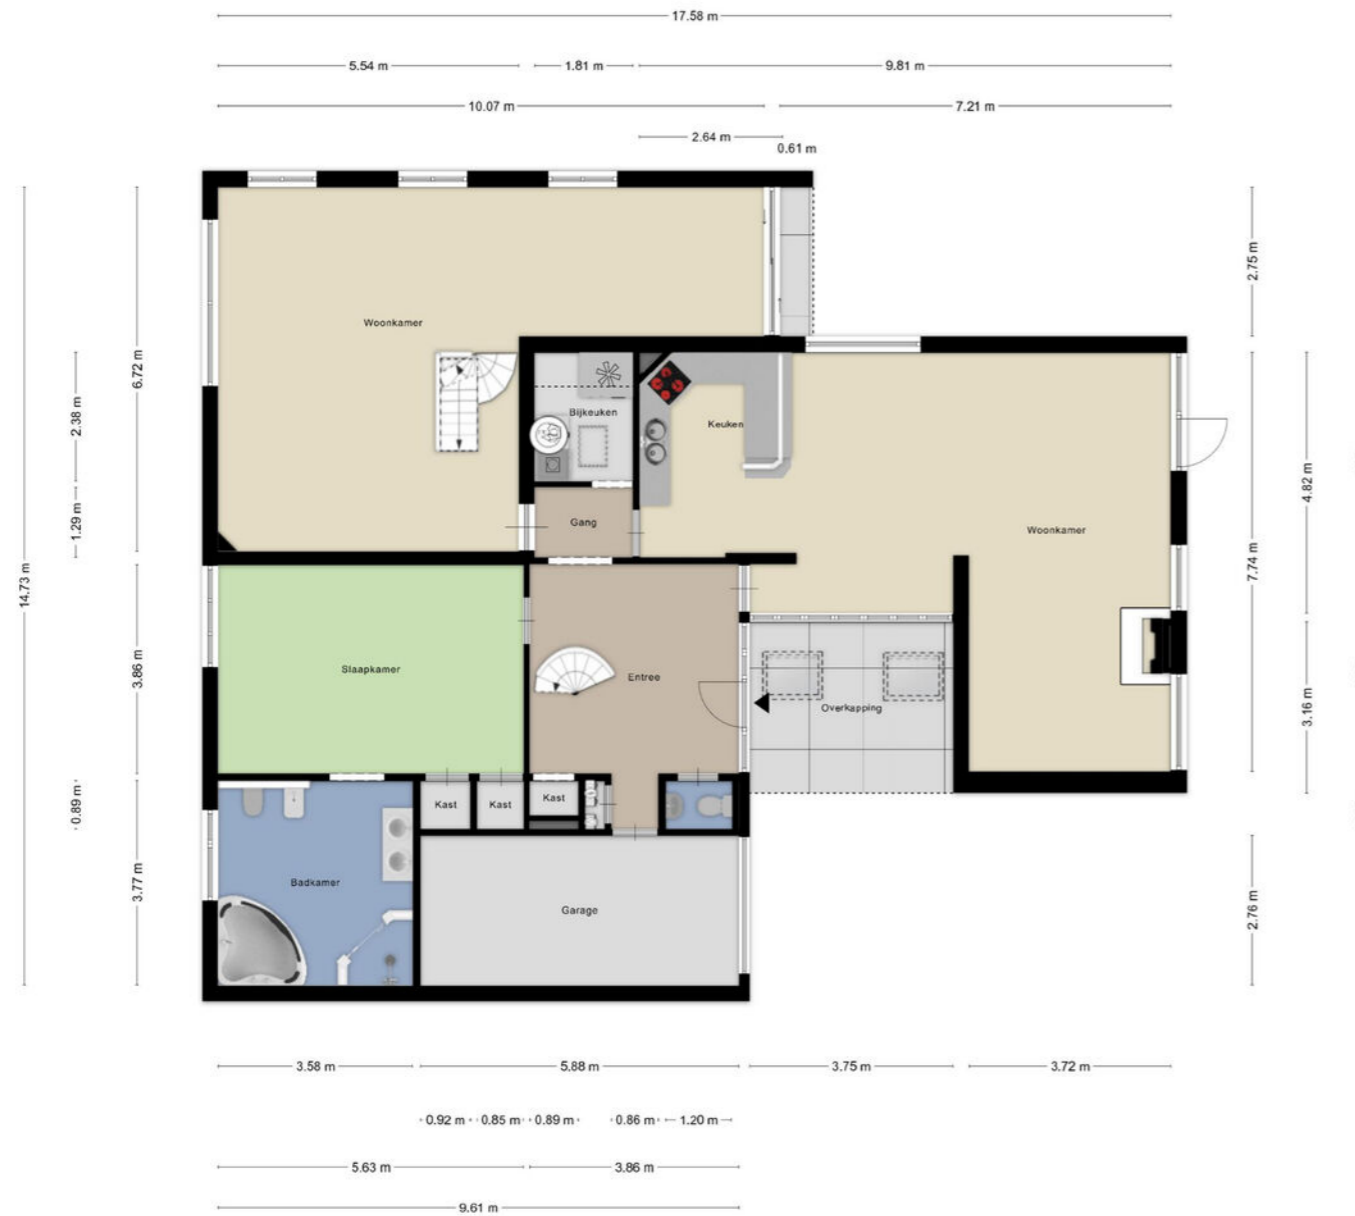 17.58 m
5.54 m
1.81 m
9.81 m
10.07 m
7.21 m
2.64 m
0.61 m
2.75 m
Woonkamer
6.72 m
2.38 m
Bijkeuken
Keuken
4.82 m
1.29 m
Gang
Woonkamer
14.73 m
7.74 m
3.86 m
Slaapkamer
Entree
Overkapping
3.16 m
0.89 m
Kast
Kast
Kast
3.77 m
Badkamer
Garage
2.76 m
3.58 m
5.88 m
3.75 m
3.72 m
0.92 m
0.85 m
0.89 m
0.86 m
1.20 m
5.63 m
3.86 m
9.61 m